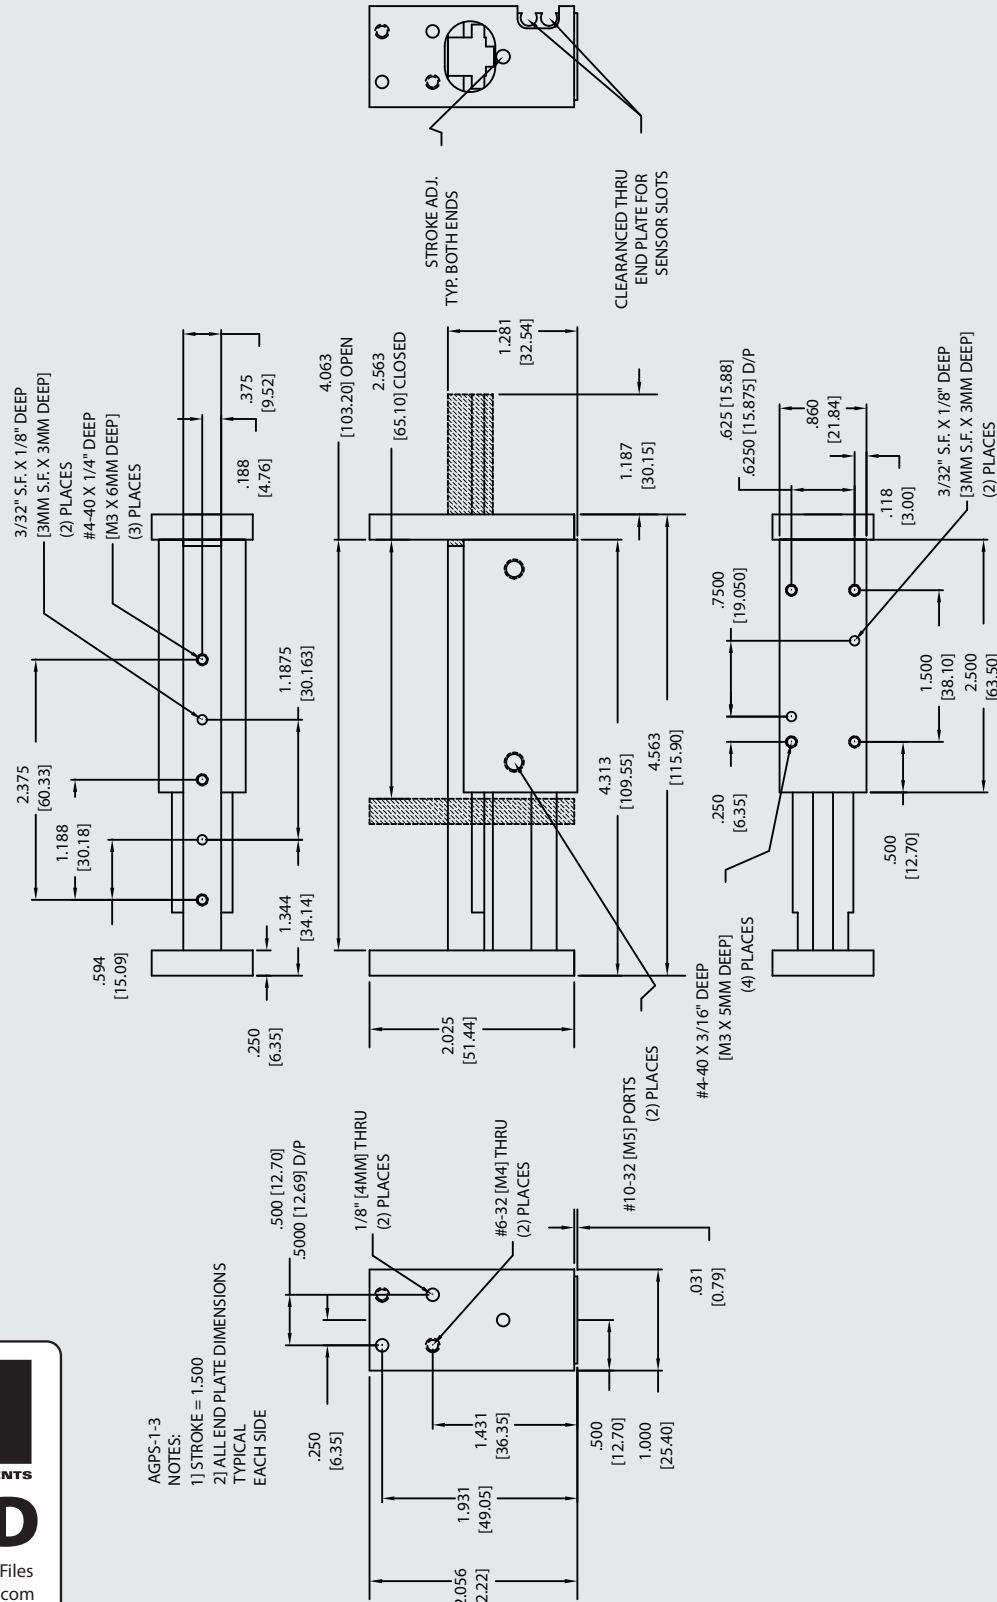 STROKE ADJ.
TYP. BOTH ENDS
CLEARANCED THRU
END PLATE FOR
SENSOR SLOTS
3/32" S.F. X 1/8" DEEP
[3MM S.F. X 3MM DEEP]
(2) PLACES
#4-40 X 1/4" DEEP
[M3 X 6MM DEEP]
(3) PLACES
.375
[9.52]
.188
[4.76]
2.375
[60.33]
1.188
[30.18]
.594
[15.09]
1.1875
[30.163]
1.344
[34.14]
.250
[6.35]
4.063
[103.20] OPEN
2.563
[65.10] CLOSED
1.281
[32.54]
1.187
[30.15]
4.313
[109.55]
4.563
[115.90]
2.025
[51.44]
#10-32 [M5] PORTS
(2) PLACES
.625 [15.88]
.6250 [15.875] D/P
.860
[21.84]
.118
[3.00]
3/32" S.F. X 1/8" DEEP
[3MM S.F. X 3MM DEEP]
(2) PLACES
.7500
[19.050]
.250
[6.35]
1.500
[38.10]
2.500
[63.50]
.500
[12.70]
#4-40 X 3/16" DEEP
[M3 X 5MM DEEP]
(4) PLACES
.500 [12.70]
.5000 [12.69] D/P
1/8" [4MM] THRU
(2) PLACES
#6-32 [M4] THRU
(2) PLACES
.250
[6.35]
1.431
[36.35]
1.931
[49.05]
.500
[12.70]
1.000
[25.40]
.031
[0.79]
AGPS-1-3
NOTES:
1] STROKE = 1.500
2] ALL END PLATE DIMENSIONS
TYPICAL
EACH SIDE
Files